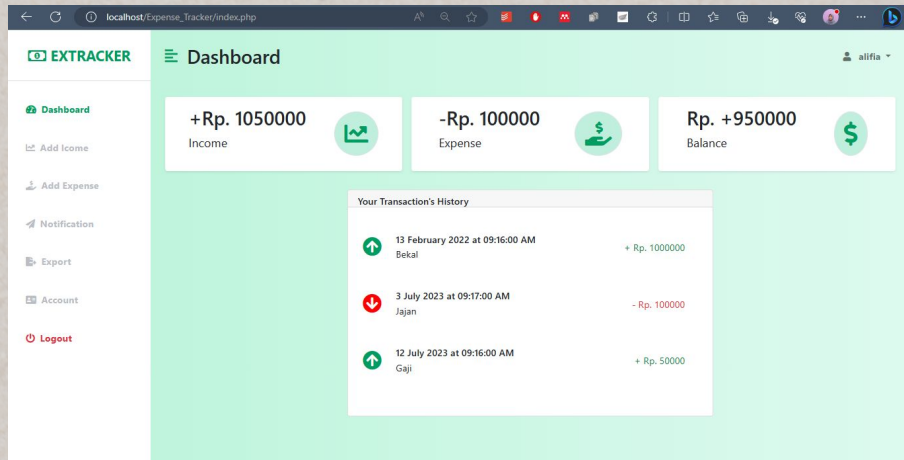 localhost/Expense_Tracker/index.php
EXTRACKER
Dashboard
alifia
Dashboard
Add Icome
Add Expense
Notification
Export
Account
Logout
+Rp. 1050000
Income
-Rp. 100000
Expense
Rp. +950000
Balance
Your Transaction's History
13 February 2022 at 09:16:00 AM
Bekal
+ Rp. 1000000
3 July 2023 at 09:17:00 AM
Jajan
- Rp. 100000
12 July 2023 at 09:16:00 AM
Gaji
+ Rp. 50000